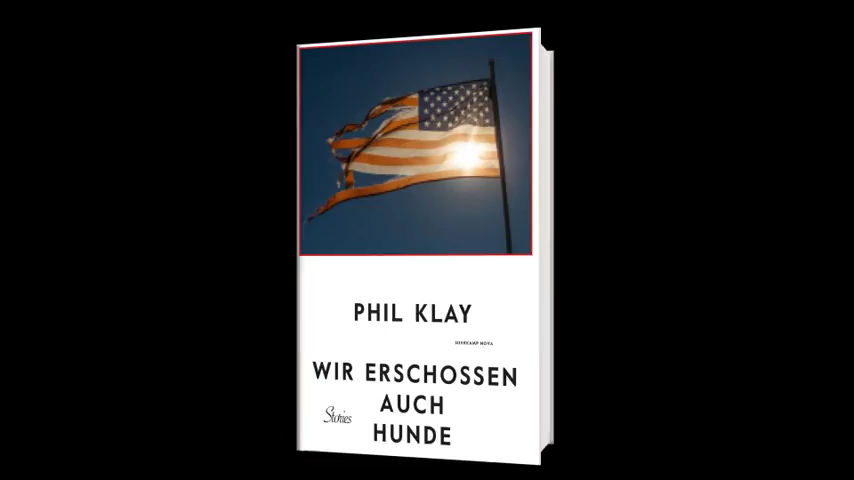 PHIL KLAY
SUHRKAMP NOVA
WIR ERSCHOSSEN
AUCH
Stories
HUNDE